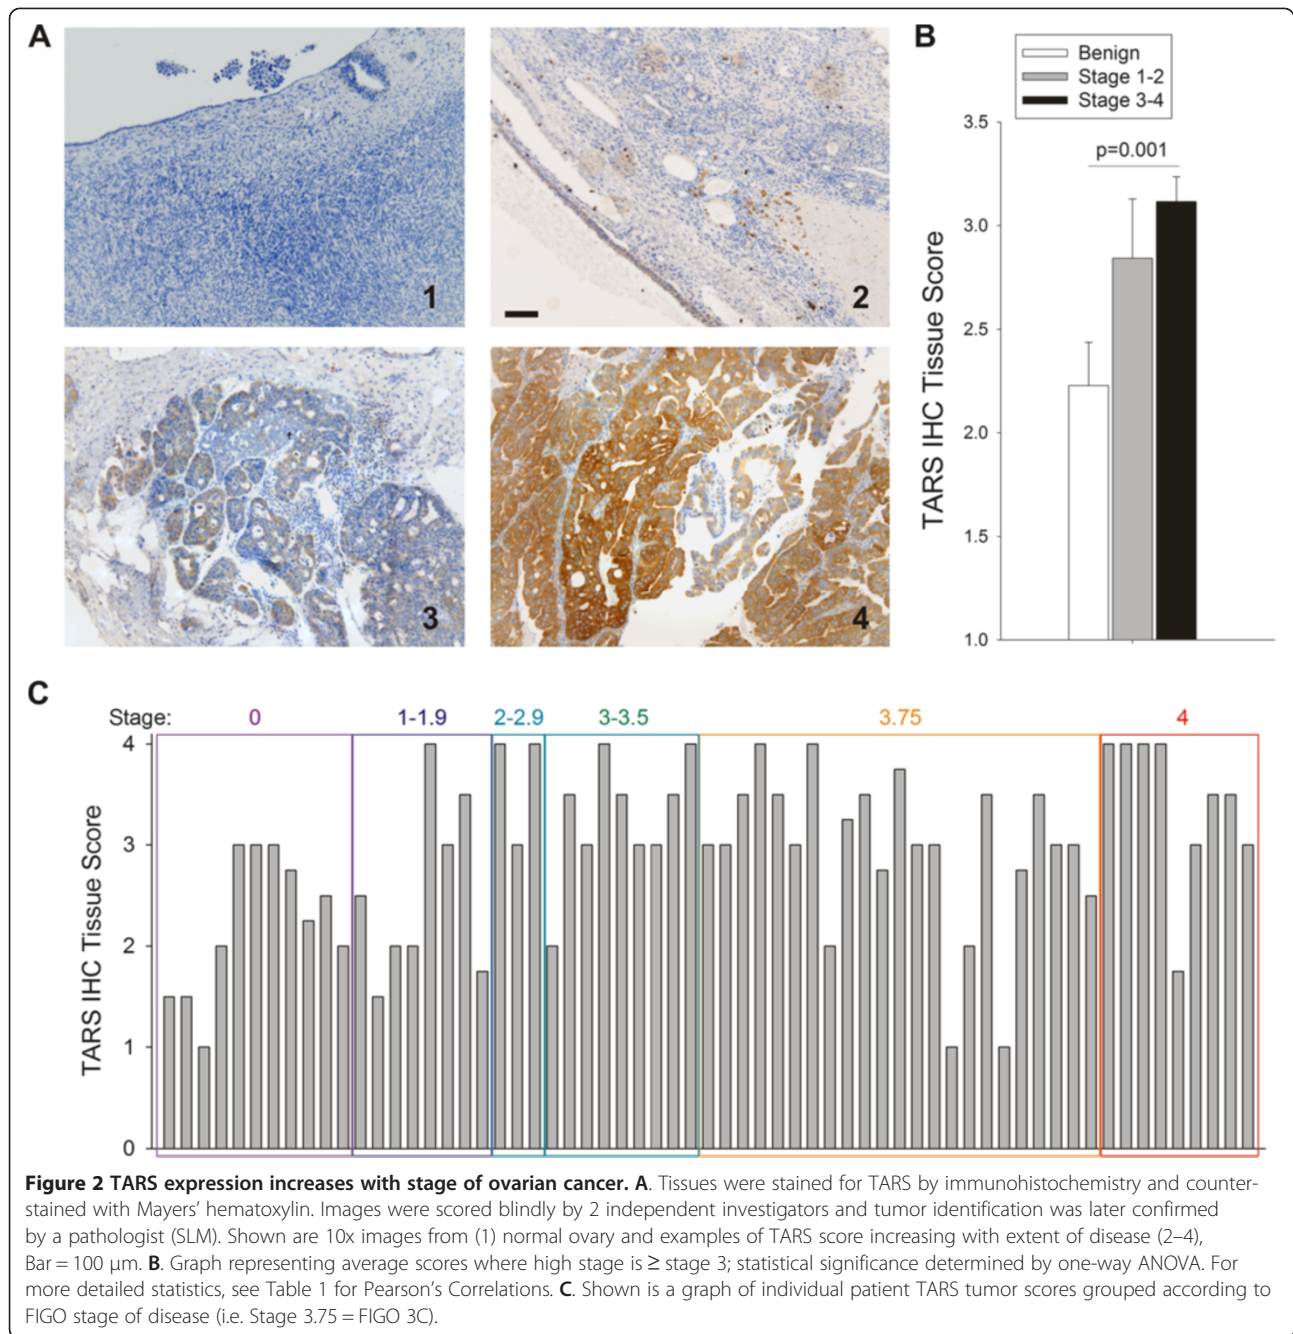 A
1
2
3
4
B
Benign
Stage 1-2
Stage 3-4
p=0.001
3.5
3.0
2.5
2.0
1.5
1.0
TARS IHC Tissue Score
C
Stage: 0 1-1.9 2-2.9 3-3.5 3.75 4
4
3
2
1
0
TARS IHC Tissue Score
Figure 2 TARS expression increases with stage of ovarian cancer. A. Tissues were stained for TARS by immunohistochemistry and counter-
stained with Mayers' hematoxylin. Images were scored blindly by 2 independent investigators and tumor identification was later confirmed
by a pathologist (SLM). Shown are 10x images from (1) normal ovary and examples of TARS score increasing with extent of disease (2–4),
Bar = 100 μm. B. Graph representing average scores where high stage is ≥ stage 3; statistical significance determined by one-way ANOVA. For
more detailed statistics, see Table 1 for Pearson's Correlations. C. Shown is a graph of individual patient TARS tumor scores grouped according to
FIGO stage of disease (i.e. Stage 3.75 = FIGO 3C).